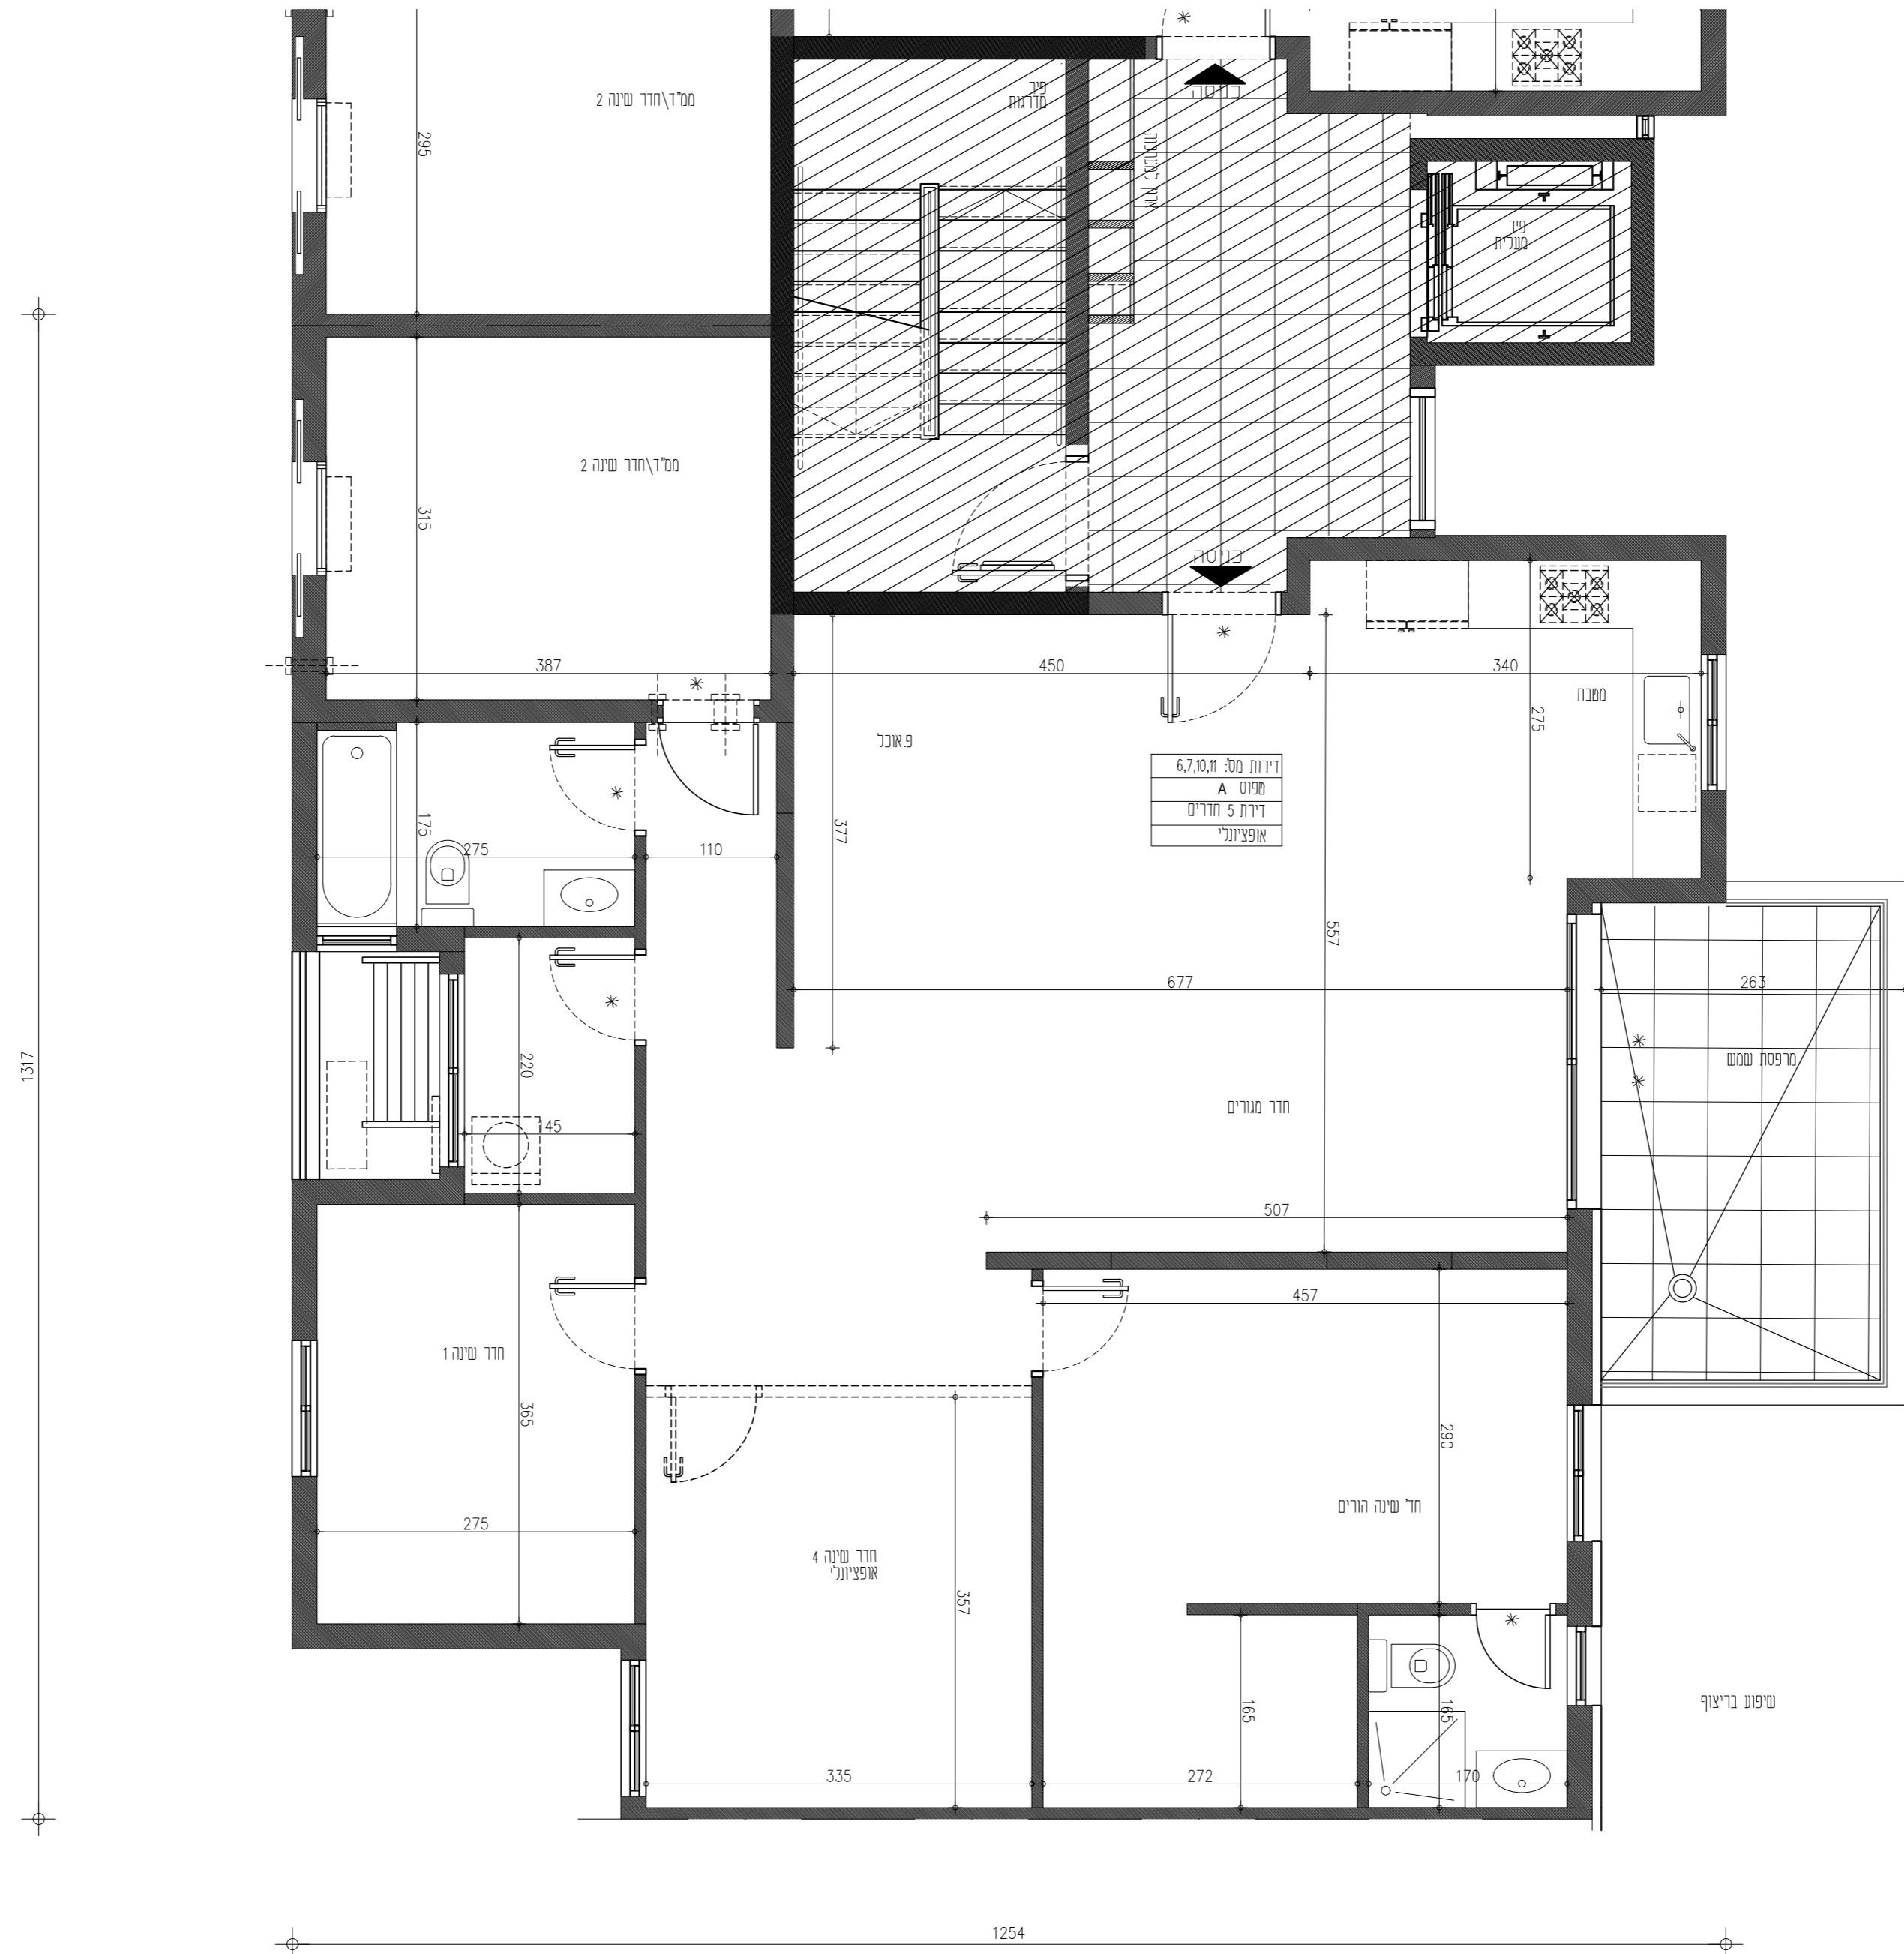 ממ"ד\חדר שינה 2
פיר
מדרגות
כניסה
ארון למערכות
295
פיר
מעלית
ממ"ד\חדר שינה 2
315
כניסה
387
450
340
מטבח
275
פ.אוכל
דירות מס': 6,7,10,11
טפוס A
דירת 5 חדרים
אופציונלי
175
377
275
110
557
677
263
1317
220
מרפסת שמש
חדר מגורים
145
507
457
חדר שינה 1
365
290
חד' שינה הורים
275
חדר שינה 4
אופציונלי
357
165
165
שיפוע בריצוף
335
272
170
1254